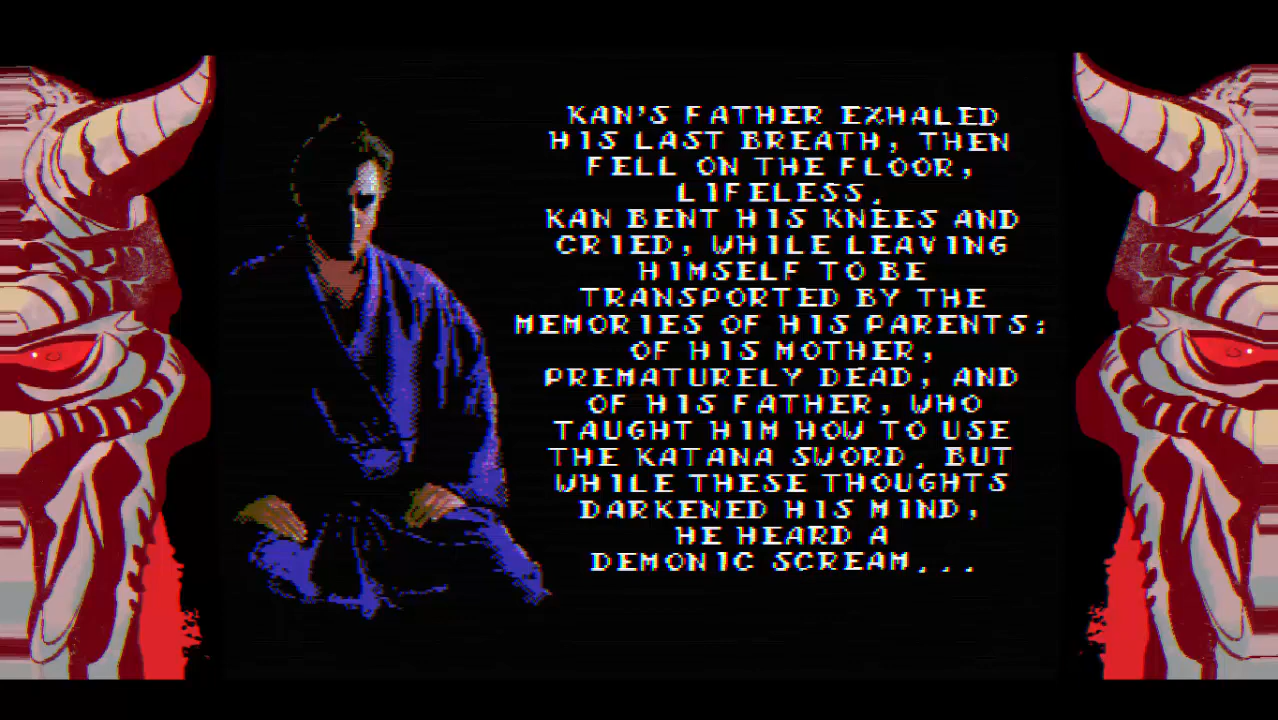 KAN'S FATHER EXHALED
HIS LAST BREATH, THEN
FELL ON THE FLOOR,
LIFELESS.
KAN BENT HIS KNEES AND
CRIED, WHILE LEAVING
HIMSELF TO BE
TRANSPORTED BY THE
MEMORIES OF HIS PARENTS:
OF HIS MOTHER,
PREMATURELY DEAD, AND
OF HIS FATHER, WHO
TAUGHT HIM HOW TO USE
THE KATANA SWORD. BUT
WHILE THESE THOUGHTS
DARKENED HIS MIND,
HE HEARD A
DEMONIC SCREAM...